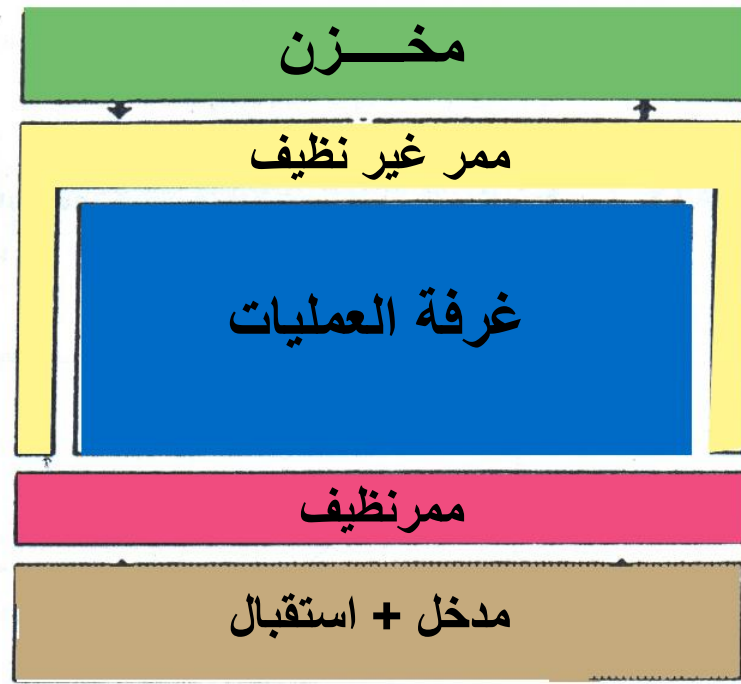 مخـــزن
ممر غير نظيف
غرفة العمليات
ممرنظيف
مدخل + استقبال